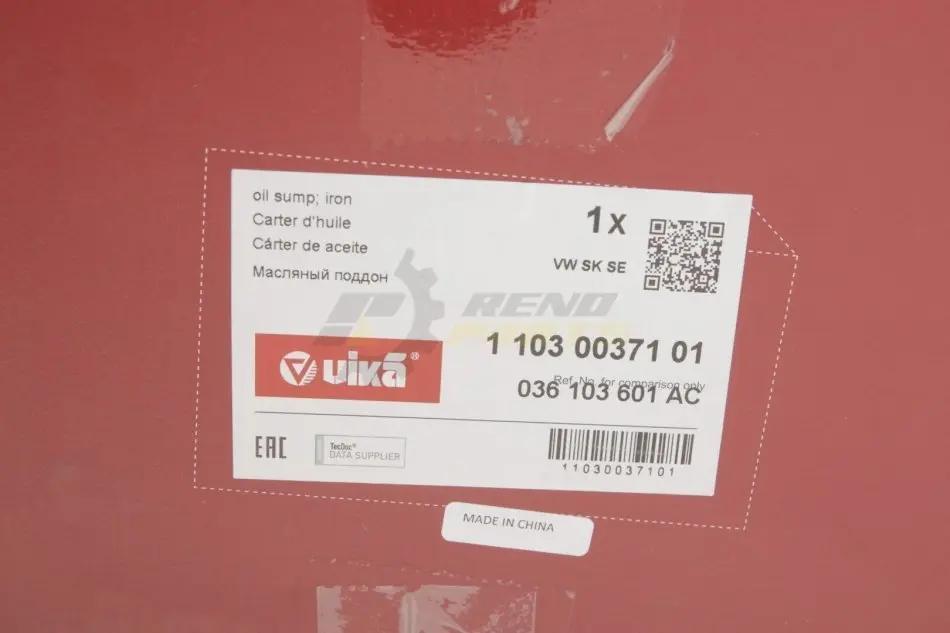 oil sump; iron
Carter d'huile
Cárter de aceite
Масляный поддон
1x
VW SK SE
RENO
PARTS
1 103 00371 01
Ref. No. for comparison only
036 103 601 AC
vika®
EAC
TecDoc®
DATA SUPPLIER
11030037101
MADE IN CHINA